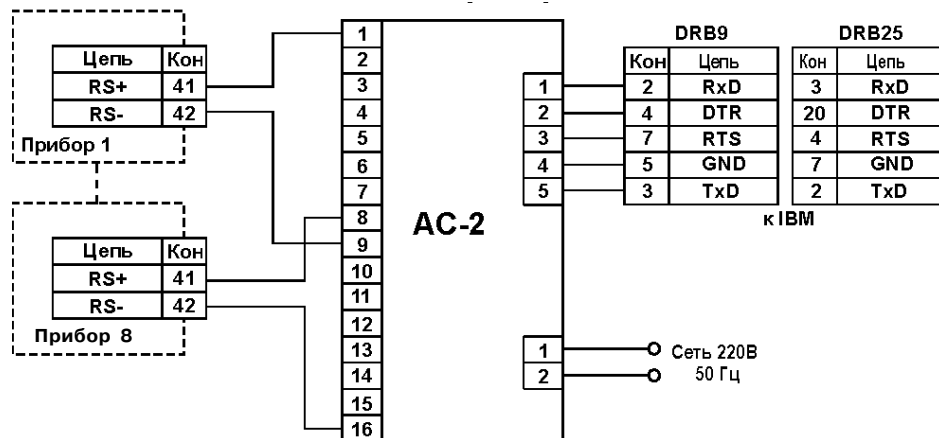 Цепь Кон
RS+ 41
RS- 42
Прибор 1
Цепь Кон
RS+ 41
RS- 42
Прибор 8
1
2
3
4
5
6
7
8
9
10
11
12
13
14
15
16
АС-2
1
2
3
4
5
1
2
DRB9
Кон Цепь
2 RxD
4 DTR
7 RTS
5 GND
3 TxD
DRB25
Кон Цепь
3 RxD
20 DTR
4 RTS
7 GND
2 TxD
к IBM
Сеть 220В
50 Гц